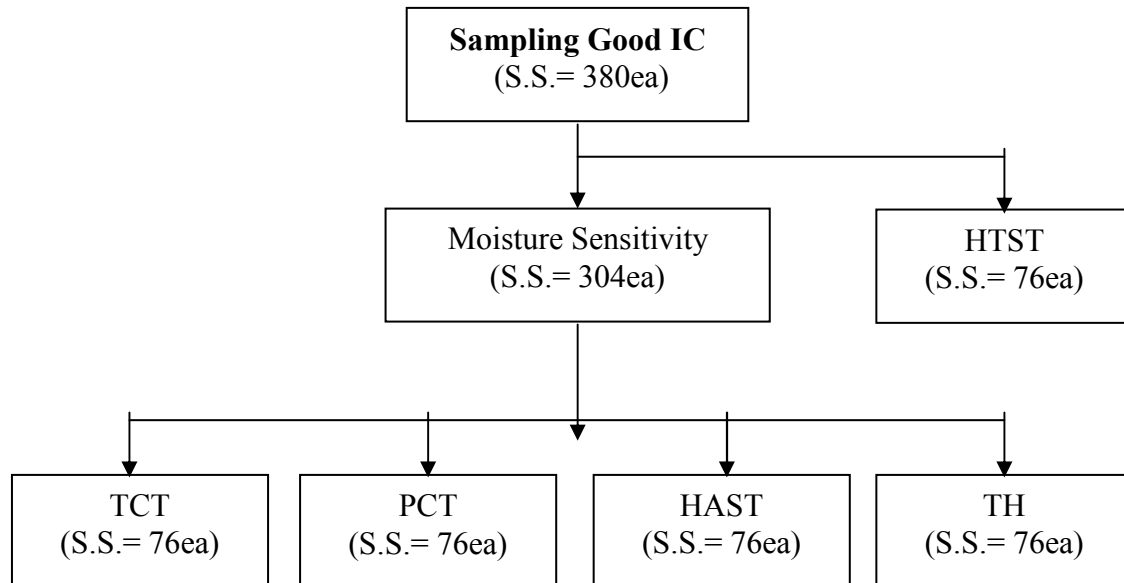 Sampling Good IC
(S.S.= 380ea)
Moisture Sensitivity
(S.S.= 304ea)
HTST
(S.S.= 76ea)
TCT
(S.S.= 76ea)
PCT
(S.S.= 76ea)
HAST
(S.S.= 76ea)
TH
(S.S.= 76ea)